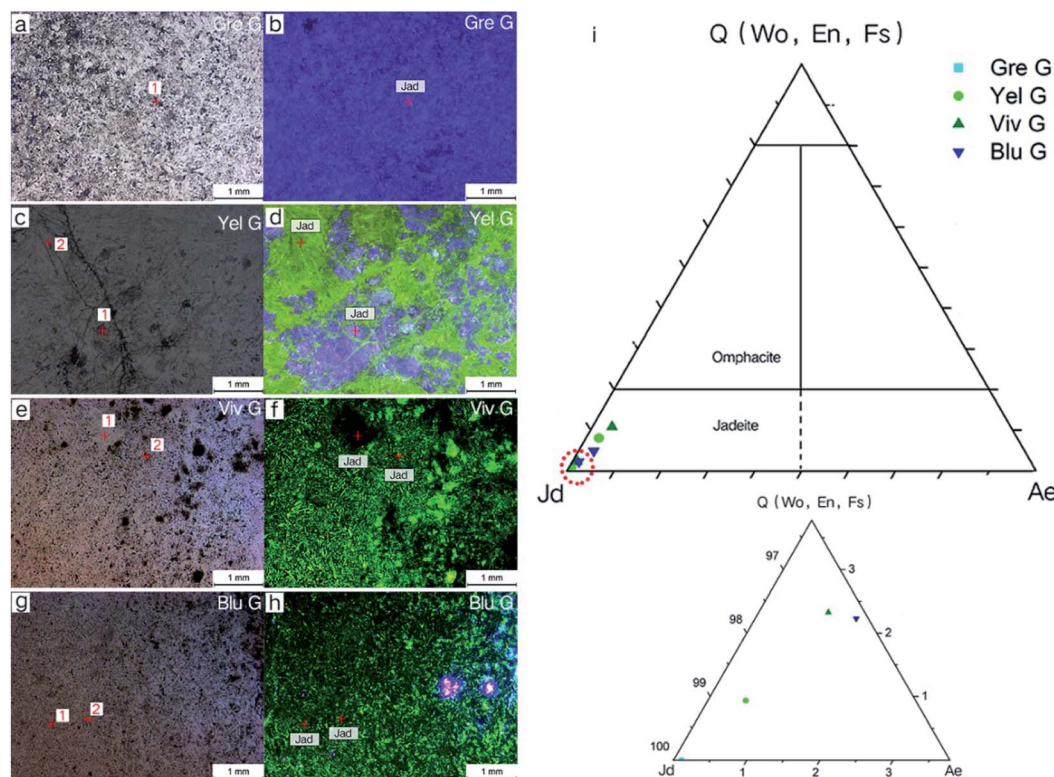 a
Gre G
1
1 mm
b
Gre G
Jad
1 mm
c
Yel G
2
1
1 mm
d
Yel G
Jad
Jad
1 mm
e
Viv G
1
2
1 mm
f
Viv G
Jad
Jad
1 mm
g
Blu G
1
2
1 mm
h
Blu G
Jad
Jad
1 mm
i
Q (Wo, En, Fs)
Gre G
Yel G
Viv G
Blu G
Omphacite
Jadeite
Jd
Ae
Q (Wo, En, Fs)
97
3
98
2
99
1
100
Jd
1
2
3
Ae